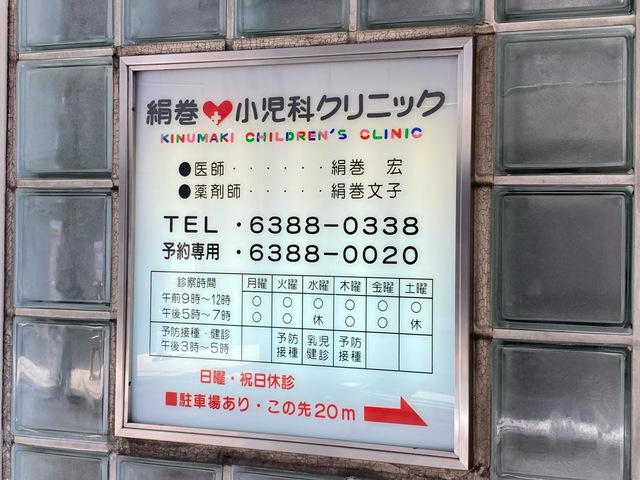 絹巻❤小児科クリニック
KINUMAKI CHILDREN'S CLINIC
●医師・・・・・・絹巻 宏
●薬剤師・・・・・絹巻文子
TEL・6388-0338
予約専用・6388-0020
診察時間 月曜 火曜 水曜 木曜 金曜 土曜
午前9時～12時 ○ ○ ○ ○ ○ ○
午後5時～7時 ○ ○ 休 ○ ○ 休
予防接種・健診 予防 乳児 予防
午後3時～5時 接種 健診 接種
日曜・祝日休診
■駐車場あり・この先20m